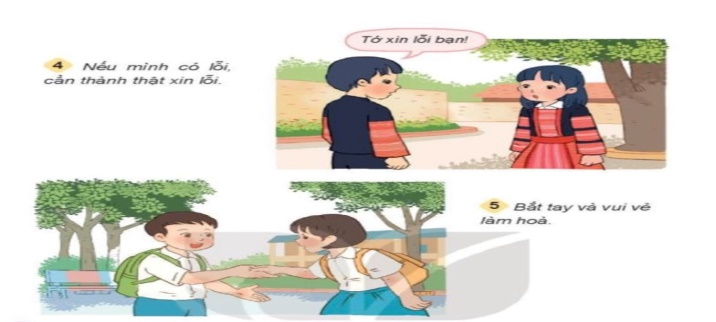 Tớ xin lỗi bạn!
4 Nếu mình có lỗi,
cần thành thật xin lỗi.
5 Bắt tay và vui vẻ
làm hoà.